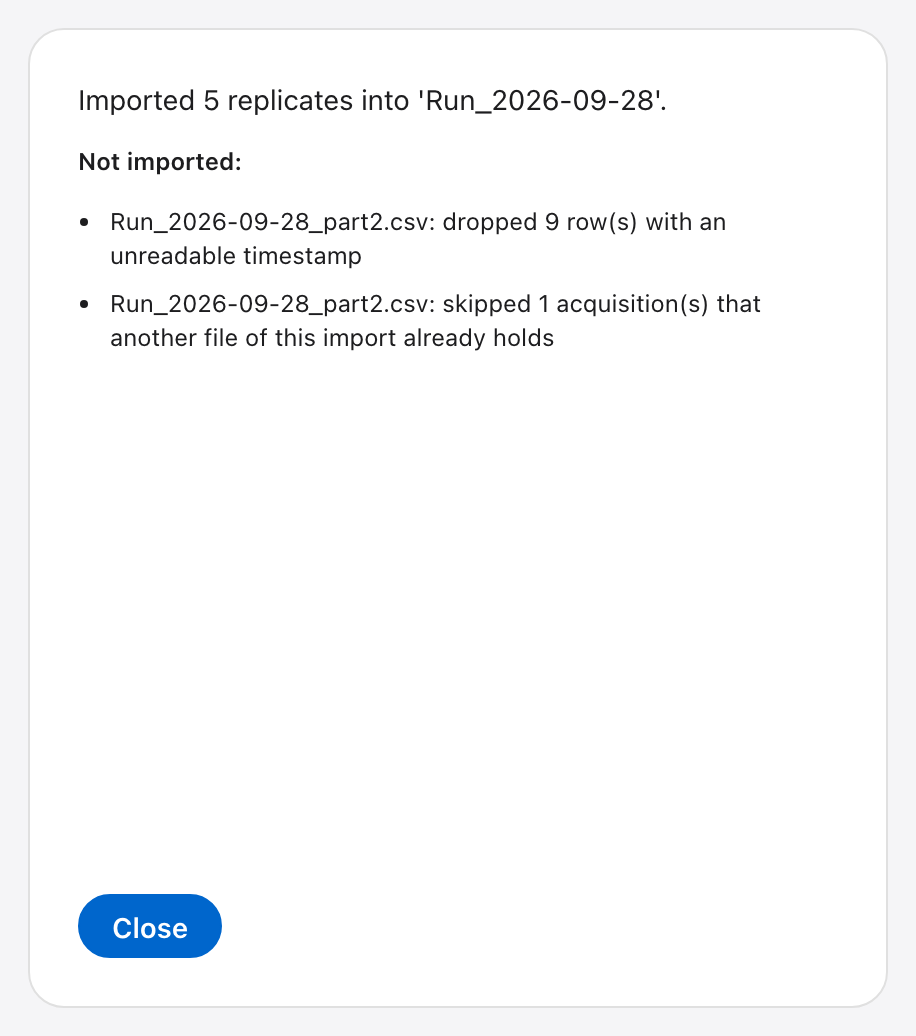 Imported 5 replicates into 'Run_2026-09-28'.
Not imported:
• Run_2026-09-28_part2.csv: dropped 9 row(s) with an
unreadable timestamp
• Run_2026-09-28_part2.csv: skipped 1 acquisition(s) that
another file of this import already holds
Close